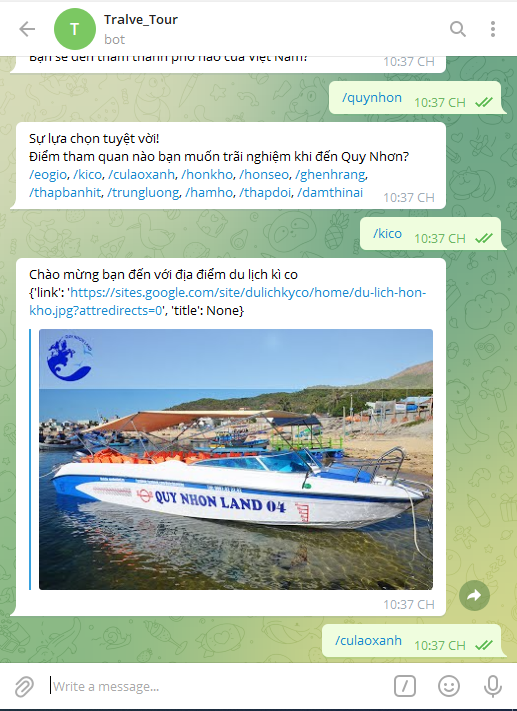 Tralve_Tour
bot
Bạn sẽ đến thăm thành phố nào của Việt Nam?
10:37 CH
/quynhon 10:37 CH
Sự lựa chọn tuyệt vời!
Điểm tham quan nào bạn muốn trãi nghiệm khi đến Quy Nhơn?
/eogio, /kico, /culaoxanh, /honkho, /honseo, /ghenhrang,
/thapbanhit, /trungluong, /hamho, /thapdoi, /damthinai
10:37 CH
/kico 10:37 CH
Chào mừng bạn đến với địa điểm du lịch kì co
{'link': 'https://sites.google.com/site/dulichkyco/home/du-lich-hon-
kho.jpg?attredirects=0', 'title': None}
QUY NHON LAND
QUY NHON LAND 04
10:37 CH
/culaoxanh 10:37 CH
Write a message...